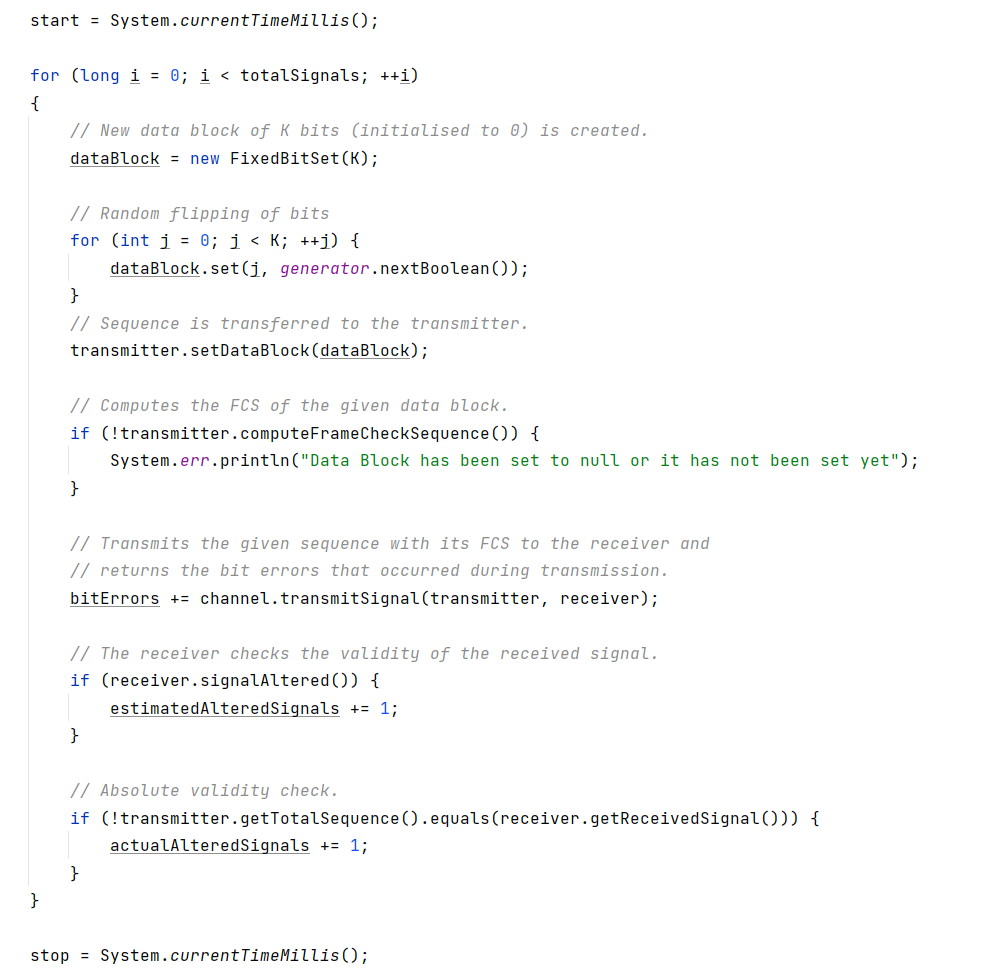 start = System.currentTimeMillis();
for (long i = 0; i < totalSignals; ++i)
{
// New data block of K bits (initialised to 0) is created.
dataBlock = new FixedBitSet(K);
// Random flipping of bits
for (int j = 0; j < K; ++j) {
dataBlock.set(j, generator.nextBoolean());
}
// Sequence is transferred to the transmitter.
transmitter.setDataBlock(dataBlock);
// Computes the FCS of the given data block.
if (!transmitter.computeFrameCheckSequence()) {
System.err.println("Data Block has been set to null or it has not been set yet");
}
// Transmits the given sequence with its FCS to the receiver and
// returns the bit errors that occurred during transmission.
bitErrors += channel.transmitSignal(transmitter, receiver);
// The receiver checks the validity of the received signal.
if (receiver.signalAltered()) {
estimatedAlteredSignals += 1;
}
// Absolute validity check.
if (!transmitter.getTotalSequence().equals(receiver.getReceivedSignal())) {
actualAlteredSignals += 1;
}
}
stop = System.currentTimeMillis();